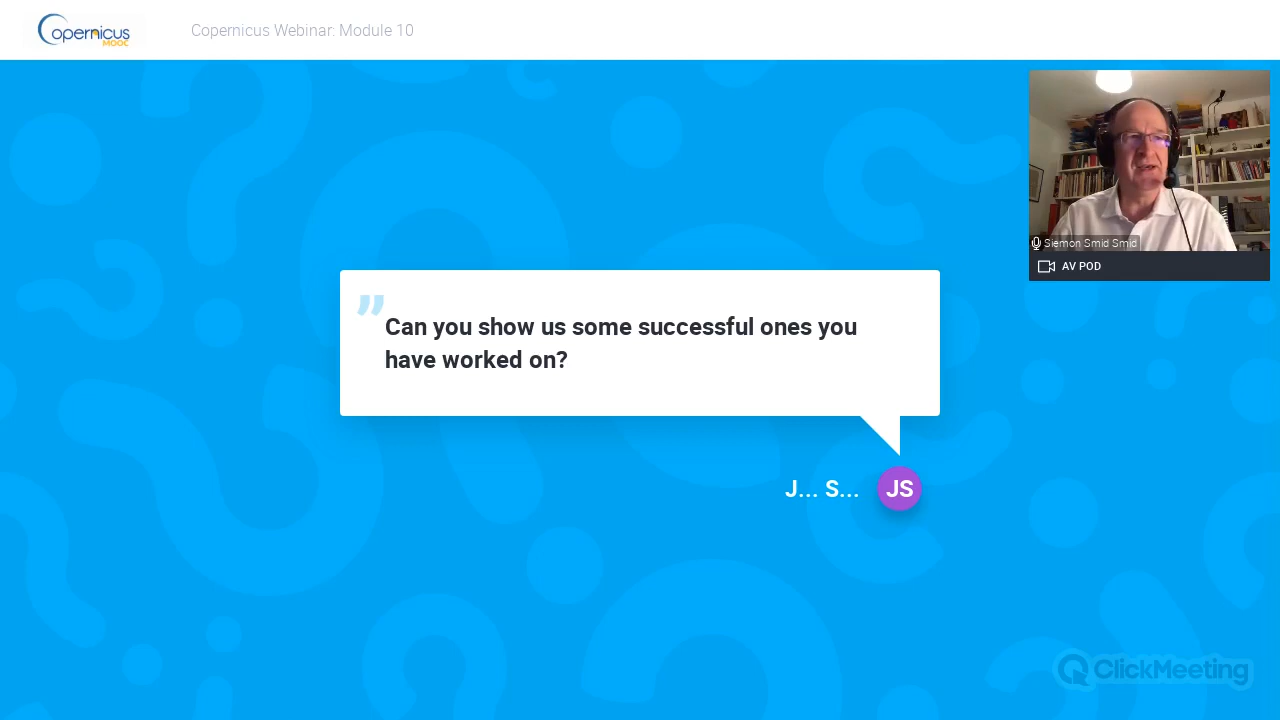 Copernicus
MOOC
Copernicus Webinar: Module 10
Siemon Smid Smid
AV POD
" Can you show us some successful ones you
have worked on?
J... S... JS
ClickMeeting